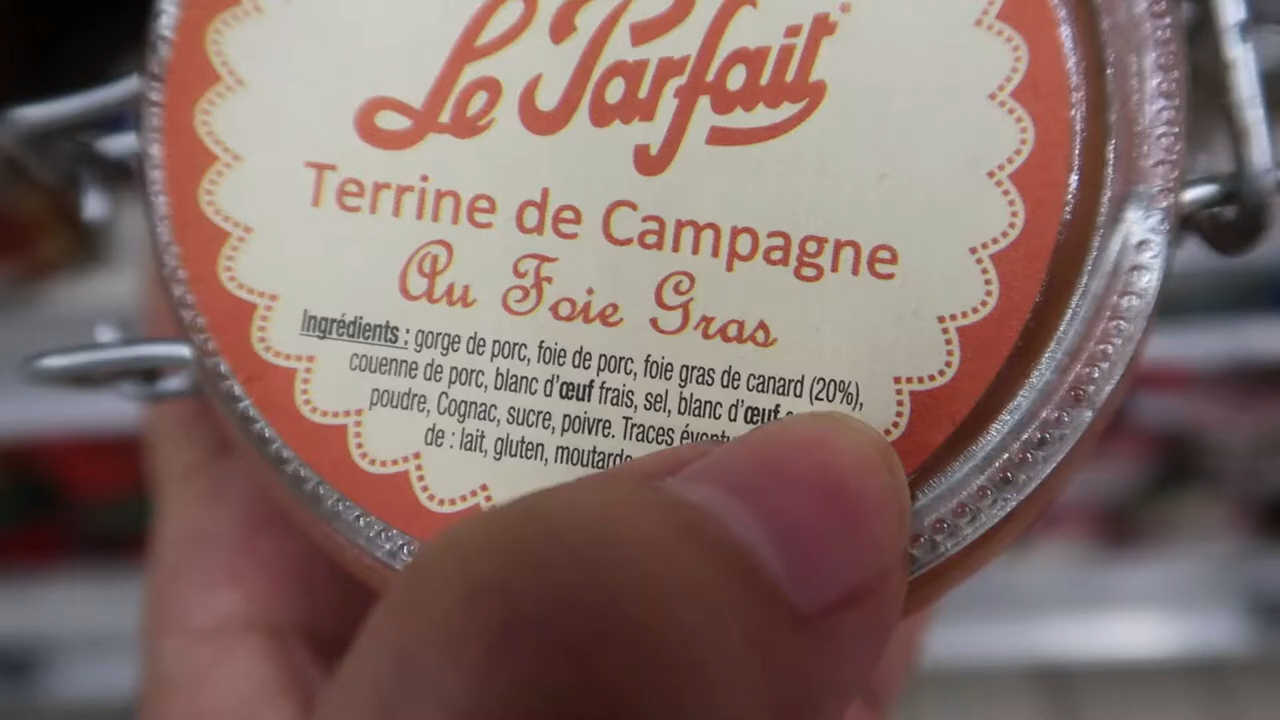 Le Parfait
Terrine de Campagne
Au Foie Gras
Ingrédients : gorge de porc, foie de porc, foie gras de canard (20%),
couenne de porc, blanc d'œuf frais, sel, blanc d'œuf
poudre, Cognac, sucre, poivre. Traces
de : lait, gluten, moutarde